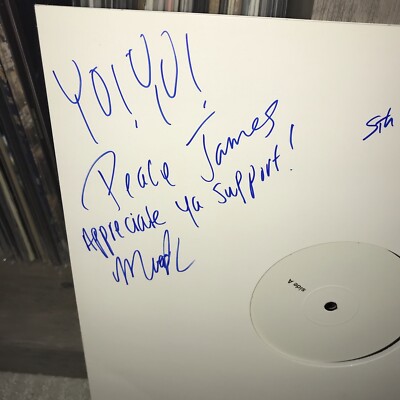 YO! YO!
Peace James
Appreciate ya support!
side A